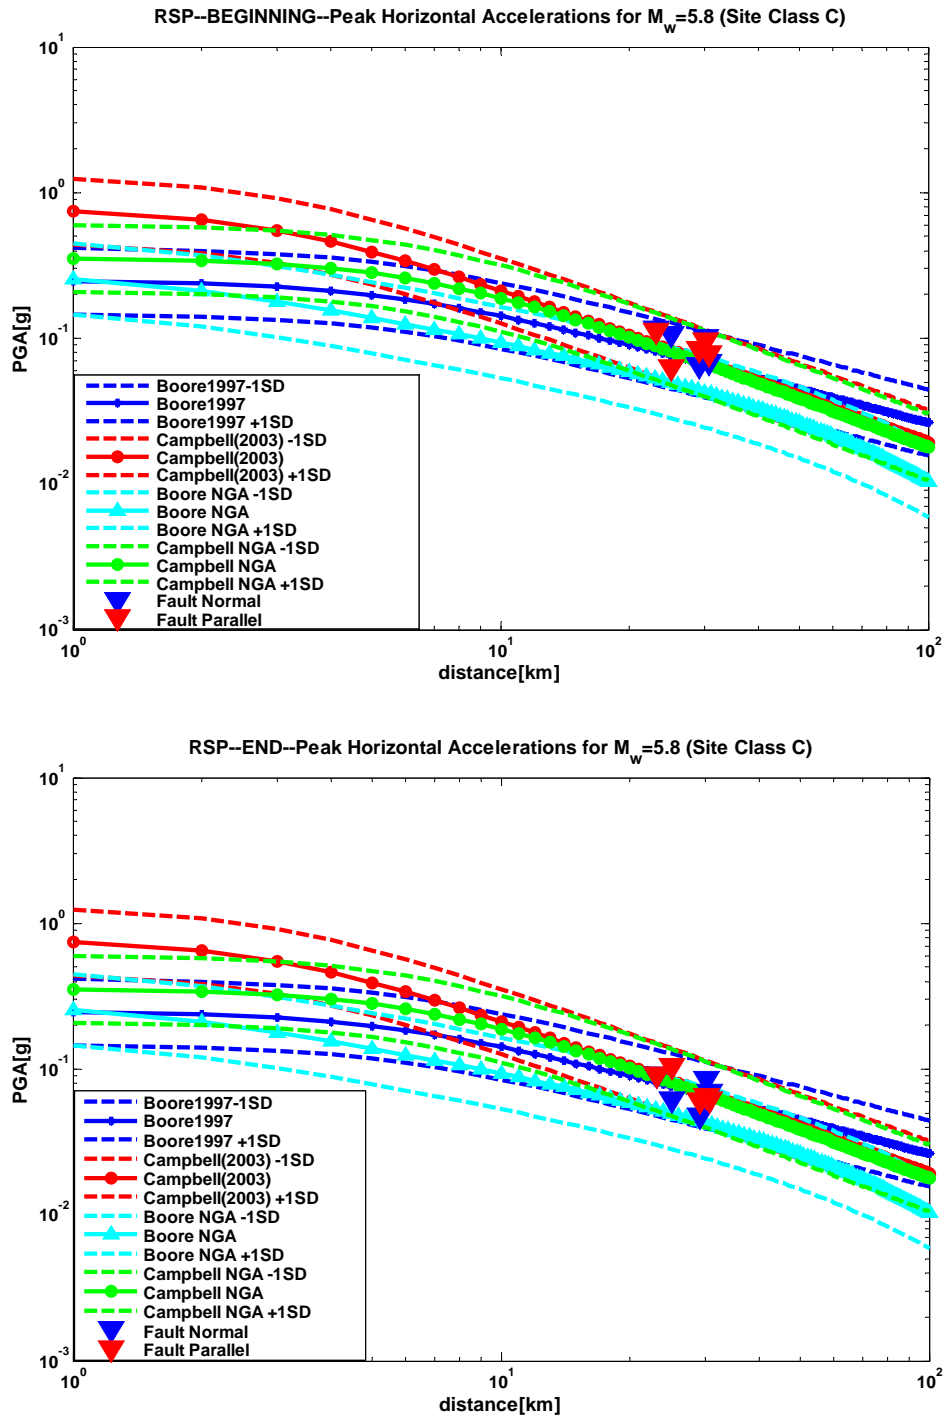 RSP--BEGINNING--Peak Horizontal Accelerations for M_w=5.8 (Site Class C)
10^1
10^0
10^-1
10^-2
10^-3
PGA[g]
Boore1997-1SD
Boore1997
Boore1997 +1SD
Campbell(2003) -1SD
Campbell(2003)
Campbell(2003) +1SD
Boore NGA -1SD
Boore NGA
Boore NGA +1SD
Campbell NGA -1SD
Campbell NGA
Campbell NGA +1SD
Fault Normal
Fault Parallel
10^0 10^1 10^2
distance[km]
RSP--END--Peak Horizontal Accelerations for M_w=5.8 (Site Class C)
10^1
10^0
10^-1
10^-2
10^-3
PGA[g]
Boore1997-1SD
Boore1997
Boore1997 +1SD
Campbell(2003) -1SD
Campbell(2003)
Campbell(2003) +1SD
Boore NGA -1SD
Boore NGA
Boore NGA +1SD
Campbell NGA -1SD
Campbell NGA
Campbell NGA +1SD
Fault Normal
Fault Parallel
10^0 10^1 10^2
distance[km]